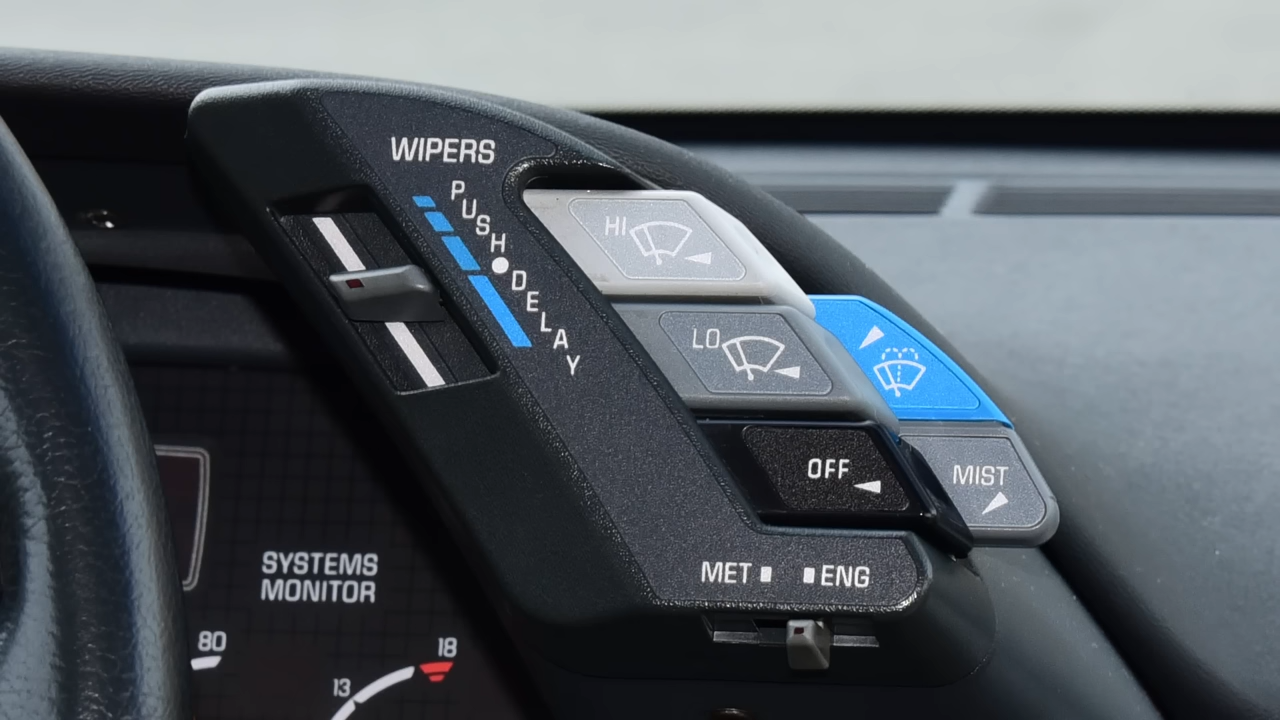 WIPERS
PUSH
DELAY
HI
LO
OFF
MIST
MET
ENG
SYSTEMS
MONITOR
80
18
13